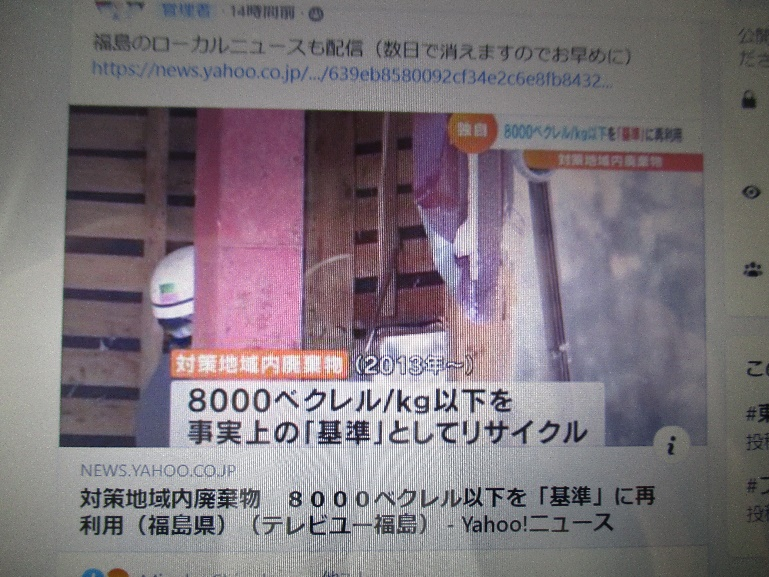 管理者・14時間前・
福島のローカルニュースも配信（数日で消えますのでお早めに）
https://news.yahoo.co.jp/.../639eb8580092cf34e2c6e8fb8432...
独自 8000ベクレル/kg以下を「基準」に再利用
対策地域内廃棄物
対策地域内廃棄物（2013年～）
8000ベクレル/kg以下を
事実上の「基準」としてリサイクル
i
NEWS.YAHOO.CO.JP
対策地域内廃棄物　８０００ベクレル以下を「基準」に再
利用（福島県）（テレビユー福島） - Yahoo!ニュース
公開
ださ
この
#東
投稿
#フ
投稿